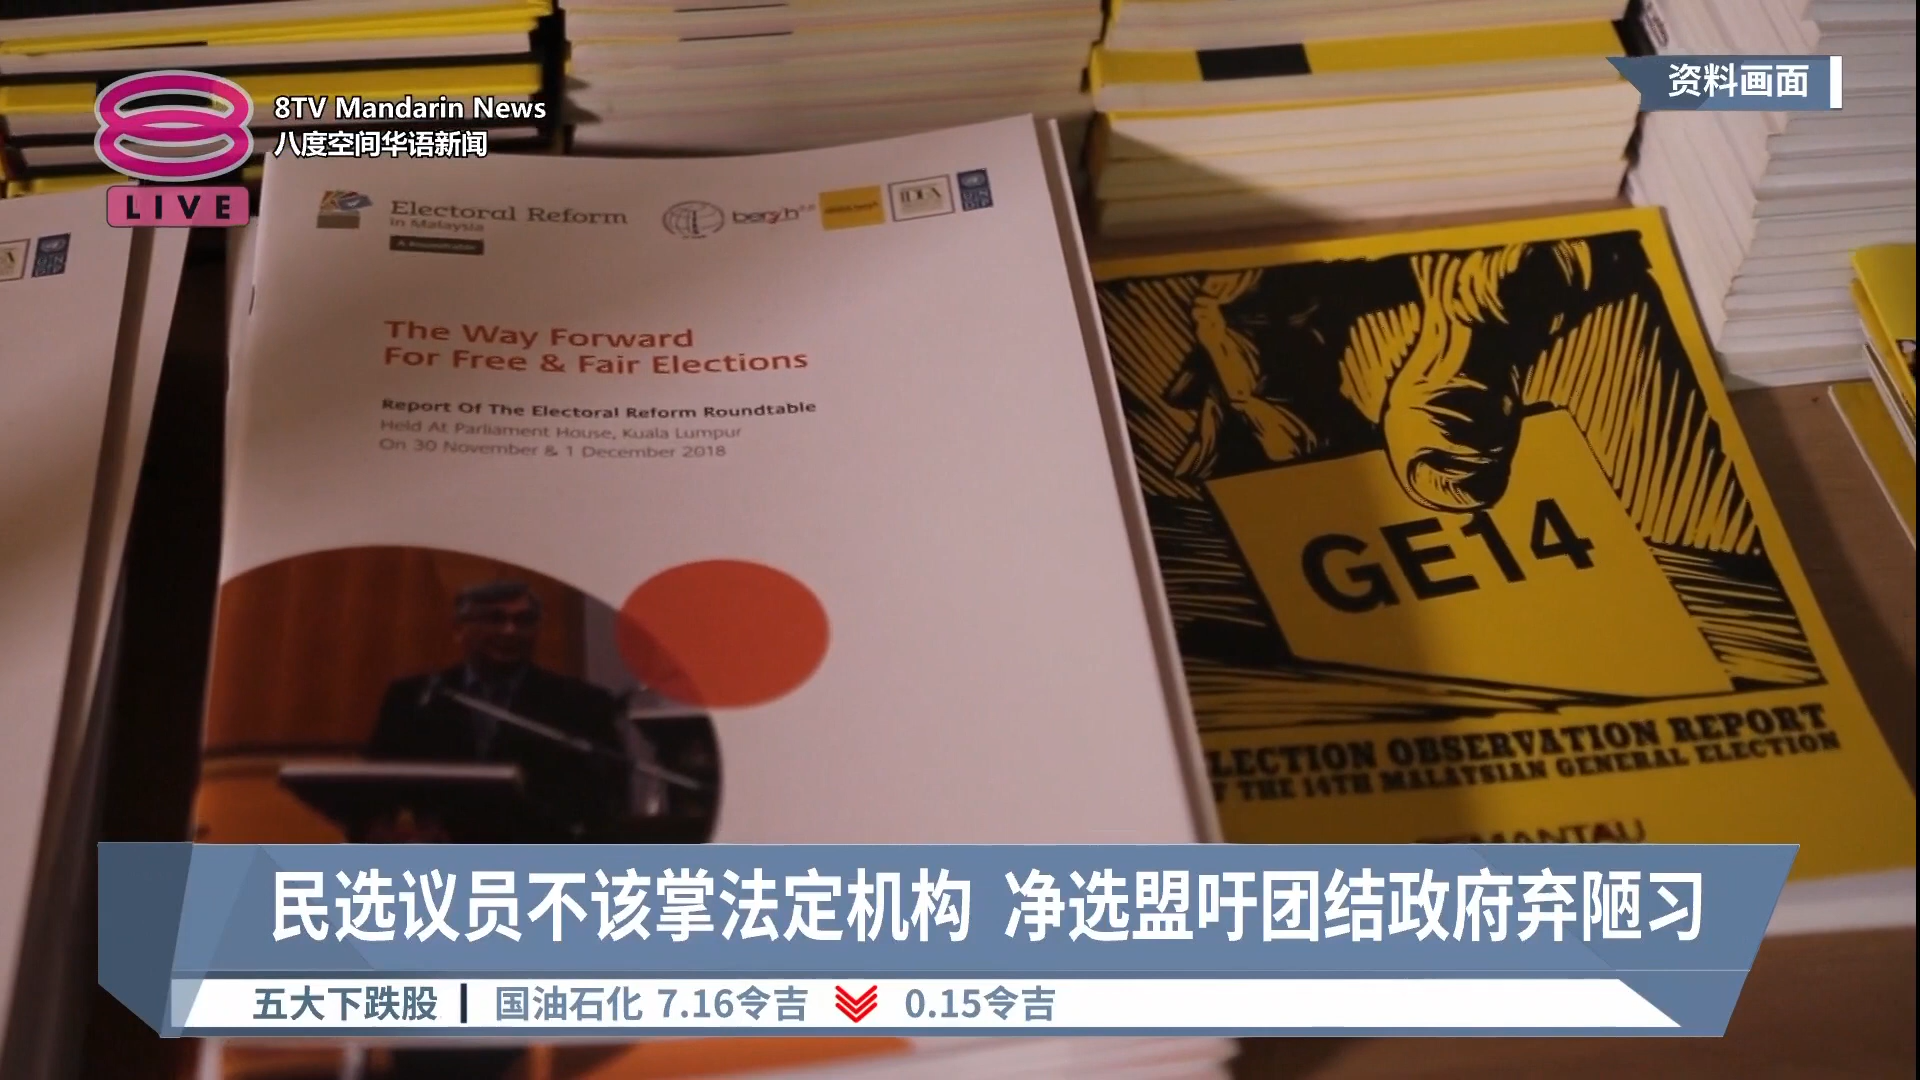 资料画面
8TV Mandarin News
八度空间华语新闻
LIVE
Electoral Reform
in Malaysia
A Roundtable
IDEA
UN
DP
The Way Forward
For Free & Fair Elections
Report Of The Electoral Reform Roundtable
Held At Parliament House, Kuala Lumpur
On 30 November & 1 December 2018
GE14
LECTION OBSERVATION REPORT
F THE 14TH MALAYSIAN GENERAL ELECTION
PEMANTAU
民选议员不该掌法定机构 净选盟吁团结政府弃陋习
五大下跌股 | 国油石化 7.16令吉 0.15令吉